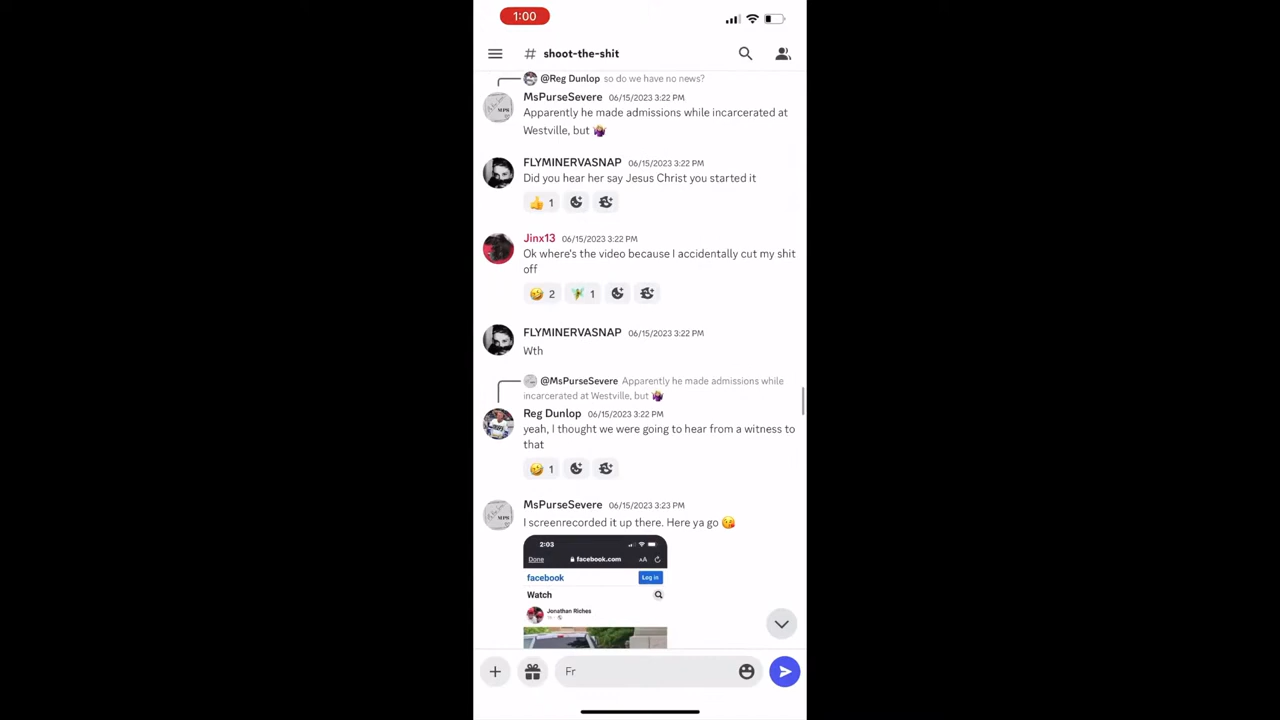 1:00
# shoot-the-shit
@Reg Dunlop so do we have no news?
MsPurseSevere 06/15/2023 3:22 PM
Apparently he made admissions while incarcerated at
Westville, but 🤷‍♀️
FLYMINERVASNAP 06/15/2023 3:22 PM
Did you hear her say Jesus Christ you started it
👍 1
Jinx13 06/15/2023 3:22 PM
Ok where's the video because I accidentally cut my shit
off
🤣 2 1
FLYMINERVASNAP 06/15/2023 3:22 PM
Wth
@MsPurseSevere Apparently he made admissions while
incarcerated at Westville, but 🤷‍♀️
Reg Dunlop 06/15/2023 3:22 PM
yeah, I thought we were going to hear from a witness to
that
🤣 1
MsPurseSevere 06/15/2023 3:23 PM
I screenrecorded it up there. Here ya go 😘
2:03
Done facebook.com AA
facebook Log in
Watch
Jonathan Riches
Fr